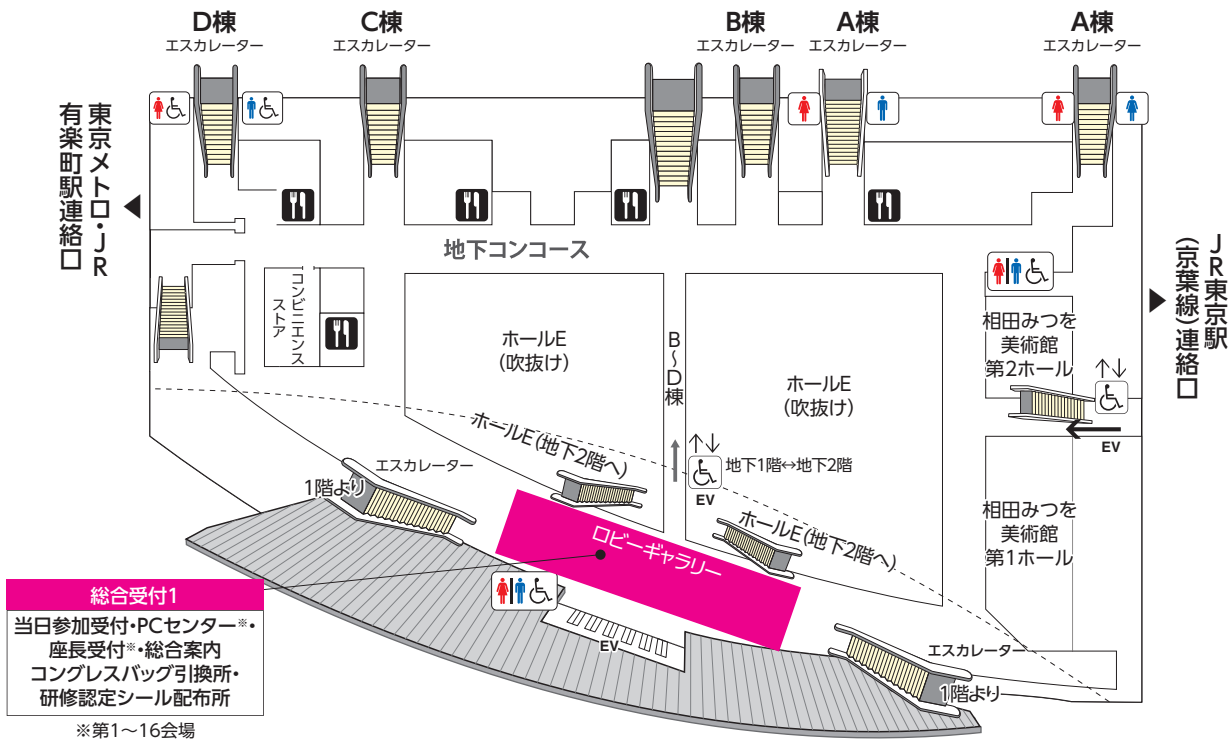 D棟
エスカレーター
C棟
エスカレーター
B棟
エスカレーター
A棟
エスカレーター
A棟
エスカレーター
東京メトロ・JR
有楽町駅連絡口
JR東京駅
(京葉線)連絡口
地下コンコース
コンビニエンス
ストア
ホールE
(吹抜け)
B～D棟
ホールE
(吹抜け)
相田みつを
美術館
第2ホール
EV
ホールE(地下2階へ)
地下1階↔地下2階
EV
エスカレーター
1階より
ホールE(地下2階へ)
相田みつを
美術館
第1ホール
ロビーギャラリー
総合受付1
当日参加受付・PCセンター※・
座長受付※・総合案内
コングレスバッグ引換所・
研修認定シール配布所
※第1～16会場
EV
エスカレーター
1階より